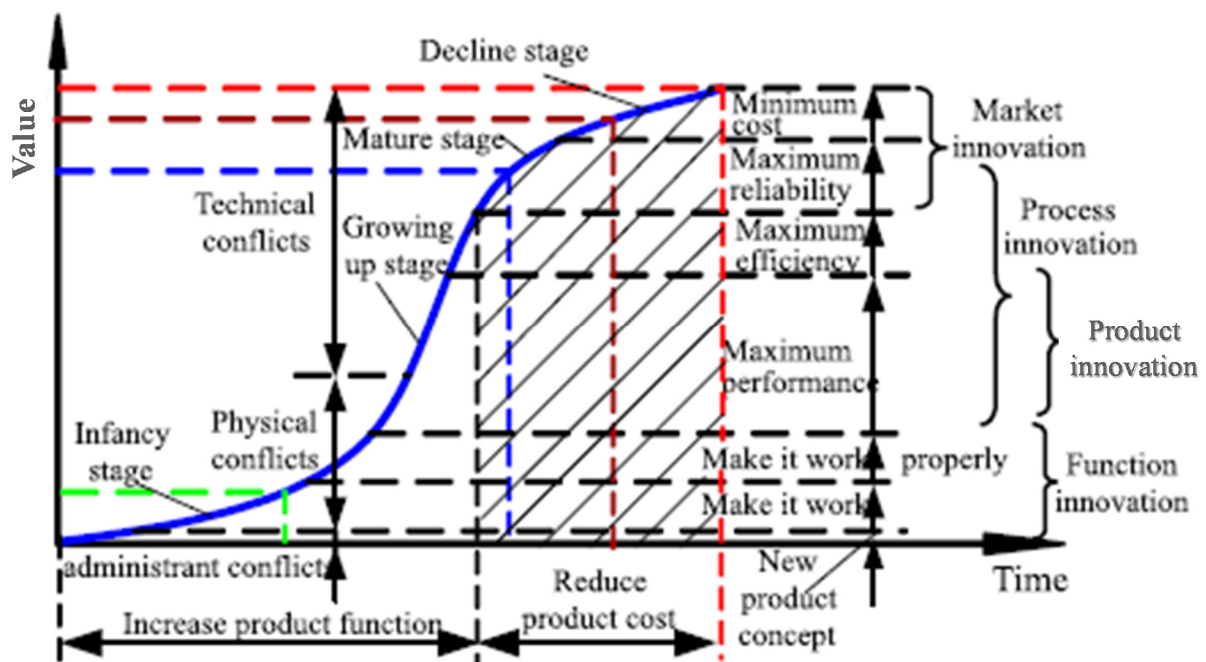 Decline stage
Value
Mature stage
Minimum
cost
Market
innovation
Maximum
reliability
Technical
conflicts
Growing
up stage
Maximum
efficiency
Process
innovation
Maximum
performance
Product
innovation
Infancy
stage
Physical
conflicts
Make it work properly
Make it work
Function
innovation
administrant conflicts
New
product
concept
Time
Reduce
product cost
Increase product function